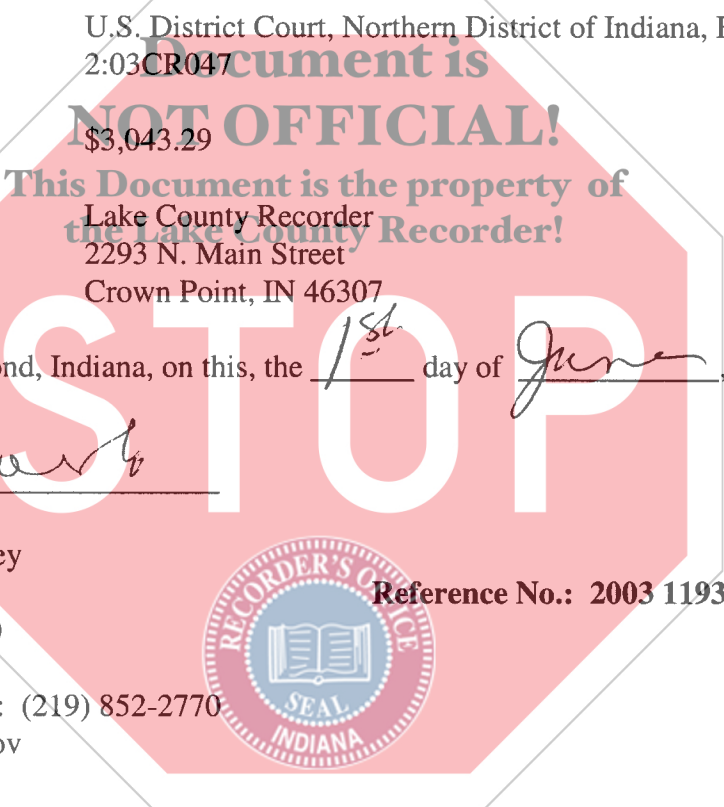 U.S. District Court, Northern District of Indiana,
2:03CR047
Document is
NOT OFFICIAL!
$3,043.29
This Document is the property of
the Lake County Recorder!
Lake County Recorder
2293 N. Main Street
Crown Point, IN 46307
STOP
ond, Indiana, on this, the 1st day of June,
ey
RECORDER'S OFFICE
SEAL
INDIANA
Reference No.: 2003 1193
)
: (219) 852-2770
ov